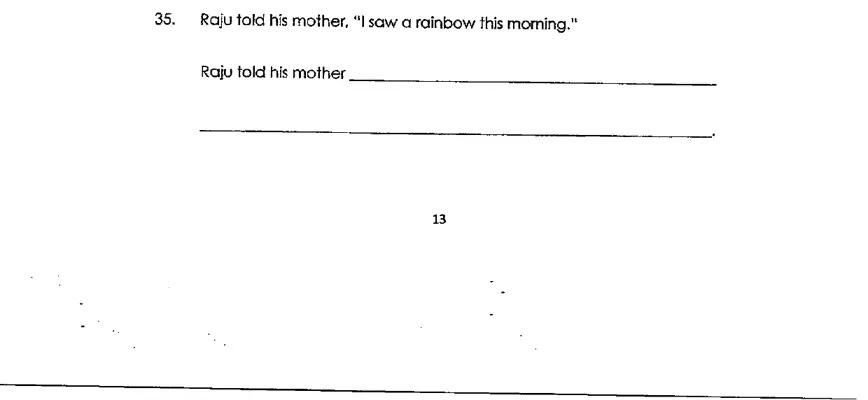 35. Raju told his mother, "I saw a rainbow this morning."
Raju told his mother
.
13